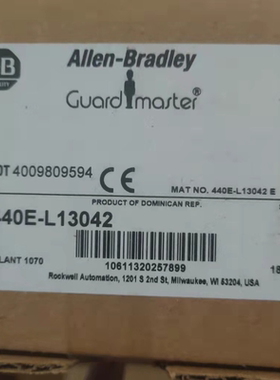 Allen-Bradley
Guardmaster®
4009809594 CE
MAT NO. 440E-L13042 E
PRODUCT OF DOMINICAN REP.
440E-L13042
PLANT 1070
10611320257899
Rockwell Automation, 1201 S 2nd St, Milwaukee, WI 53204, USA